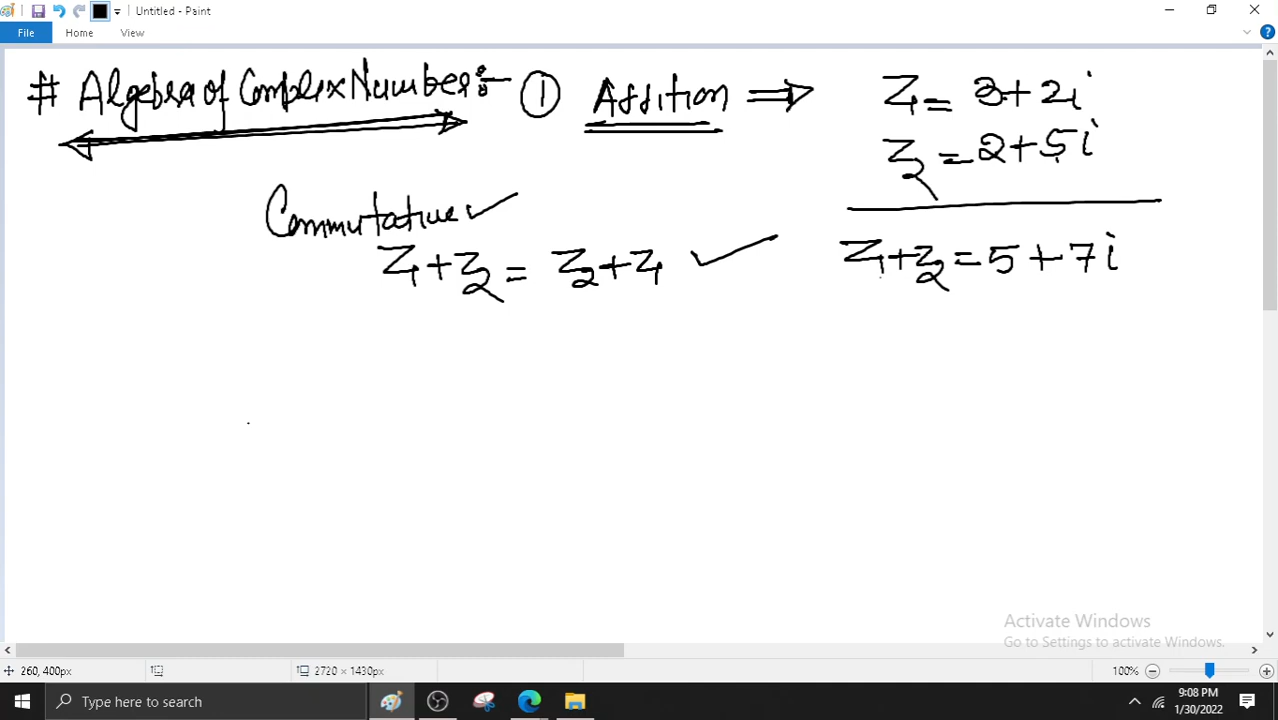 Untitled - Paint
File Home View
# Algebra of Complex Number :- ① Addition ⇒ Z1 = 3+2i
Z2 = 2+5i
Commutative ✓
Z1+Z2 = Z2+Z1 ✓ Z1+Z2 = 5+7i
Activate Windows
Go to Settings to activate Windows.
260, 400px 2720 × 1430px 100%
Type here to search 9:08 PM
1/30/2022